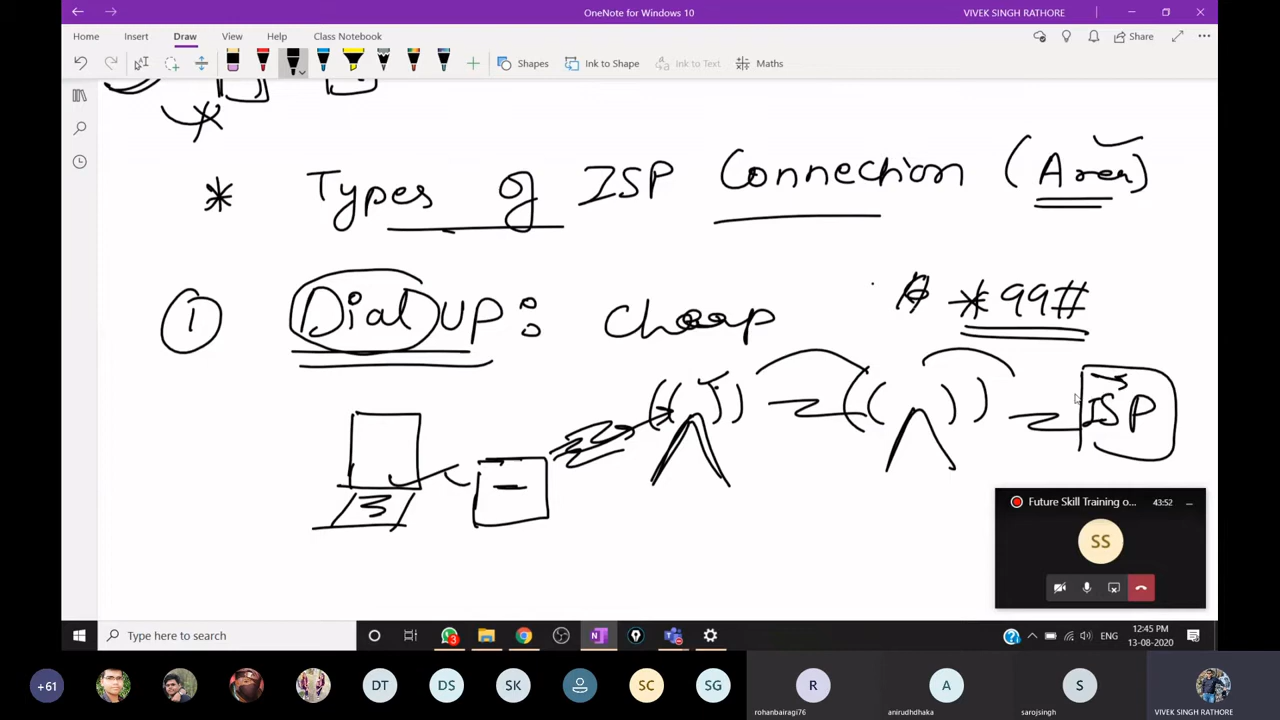 OneNote for Windows 10
VIVEK SINGH RATHORE
Home Insert Draw View Help Class Notebook
Share
Shapes Ink to Shape Ink to Text Maths
* Types of ISP Connection (Area)
① Dial UP: cheap *99#
ISP
Future Skill Training o... 43:52
SS
Type here to search
3
ENG
12:45 PM
13-08-2020
+61 DT DS SK SC SG R A S
rohanbairagi76 anirudhdhaka sarojsingh VIVEK SINGH RATHORE